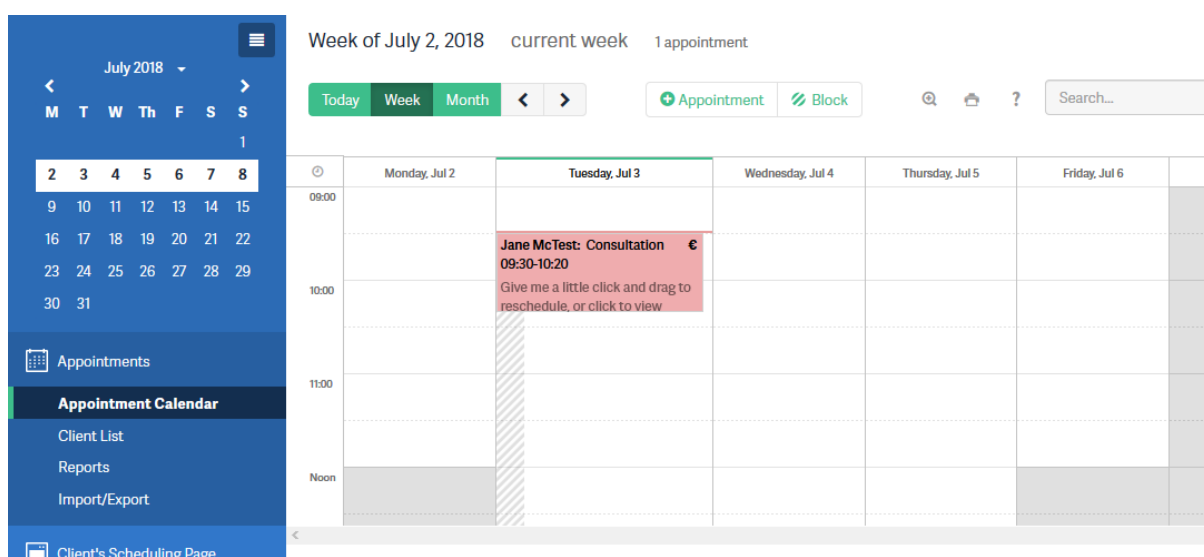 July 2018
M T W Th F S S
1
2 3 4 5 6 7 8
9 10 11 12 13 14 15
16 17 18 19 20 21 22
23 24 25 26 27 28 29
30 31
Appointments
Appointment Calendar
Client List
Reports
Import/Export
Client's Scheduling Page
Week of July 2, 2018 current week 1 appointment
Today Week Month Appointment Block ? Search...
Monday, Jul 2 Tuesday, Jul 3 Wednesday, Jul 4 Thursday, Jul 5 Friday, Jul 6
09:00
Jane McTest: Consultation €
09:30-10:20
Give me a little click and drag to
reschedule, or click to view
10:00
11:00
Noon